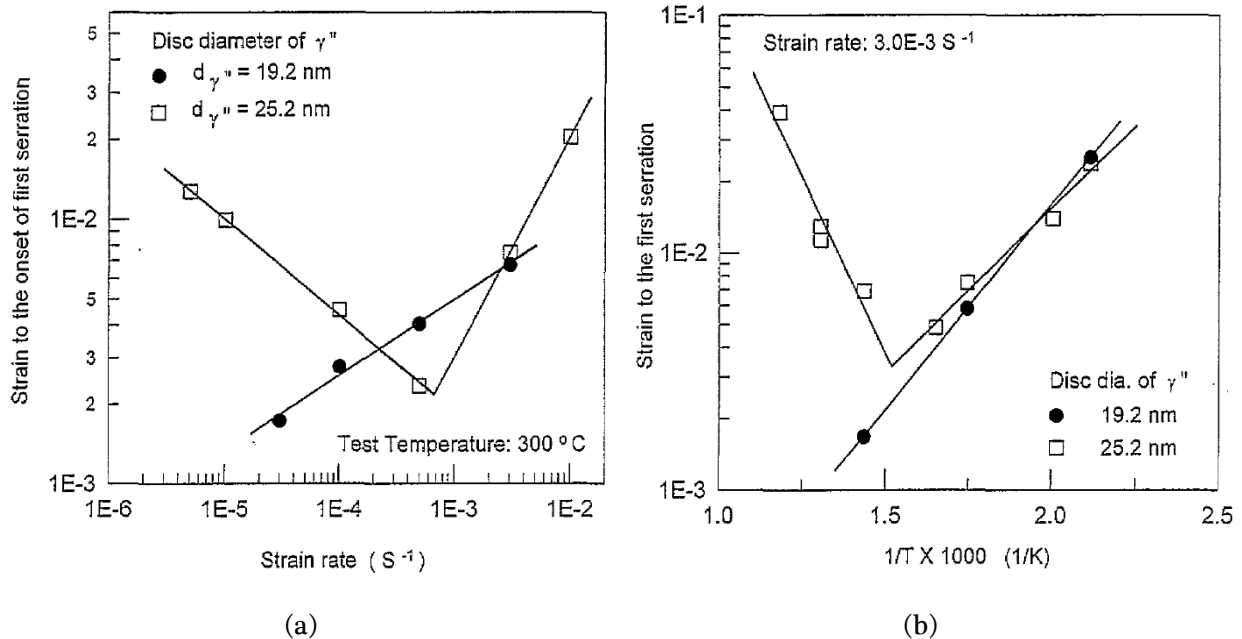 6
5
4
3
2
1E-2
5
4
3
2
1E-3
1E-6
1E-5
1E-4
1E-3
1E-2
Strain to the onset of first serration
Strain rate ( S⁻¹)
Disc diameter of γ"
d γ" = 19.2 nm
d γ" = 25.2 nm
Test Temperature: 300 °C
(a)
1E-1
1E-2
1E-3
1.0
1.5
2.0
2.5
Strain to the first serration
1/T X 1000 (1/K)
Strain rate: 3.0E-3 S⁻¹
Disc dia. of γ"
19.2 nm
25.2 nm
(b)